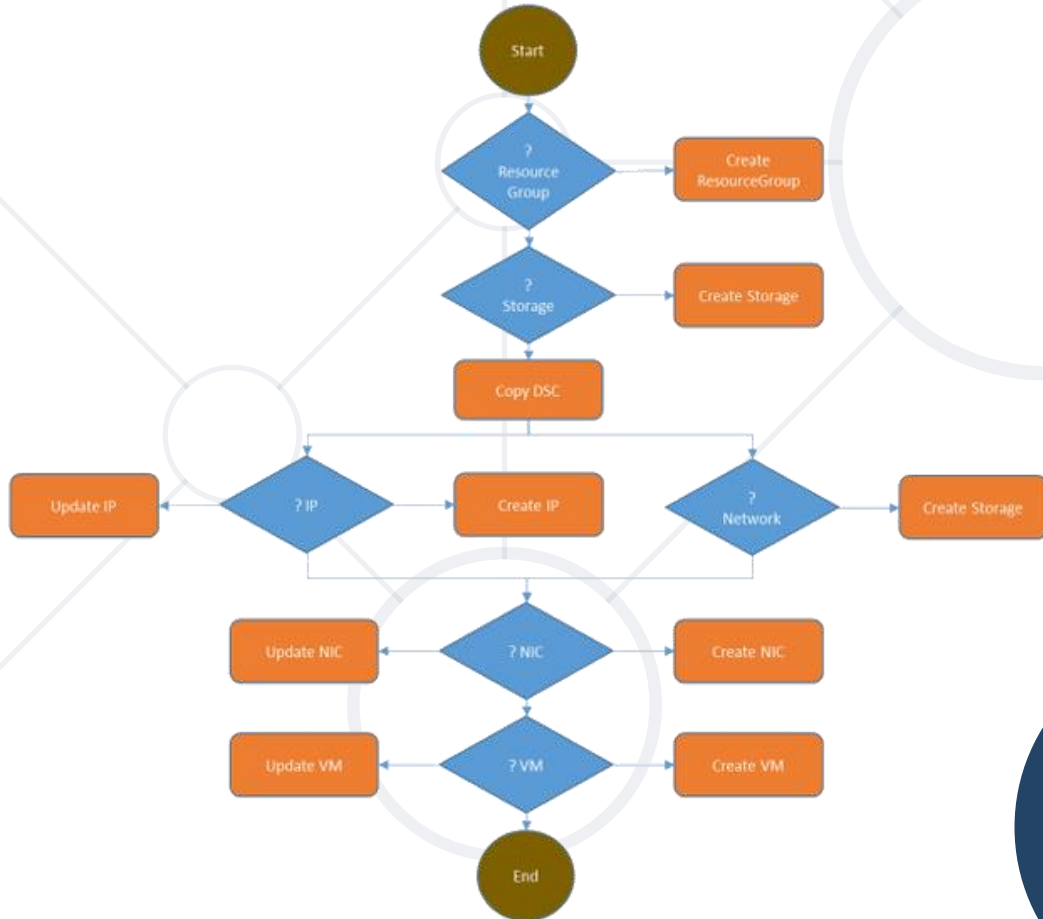 Start
?
Resource
Group
Create
ResourceGroup
?
Storage
Create Storage
Copy DSC
Update IP
? IP
Create IP
?
Network
Create Storage
Update NIC
? NIC
Create NIC
Update VM
? VM
Create VM
End